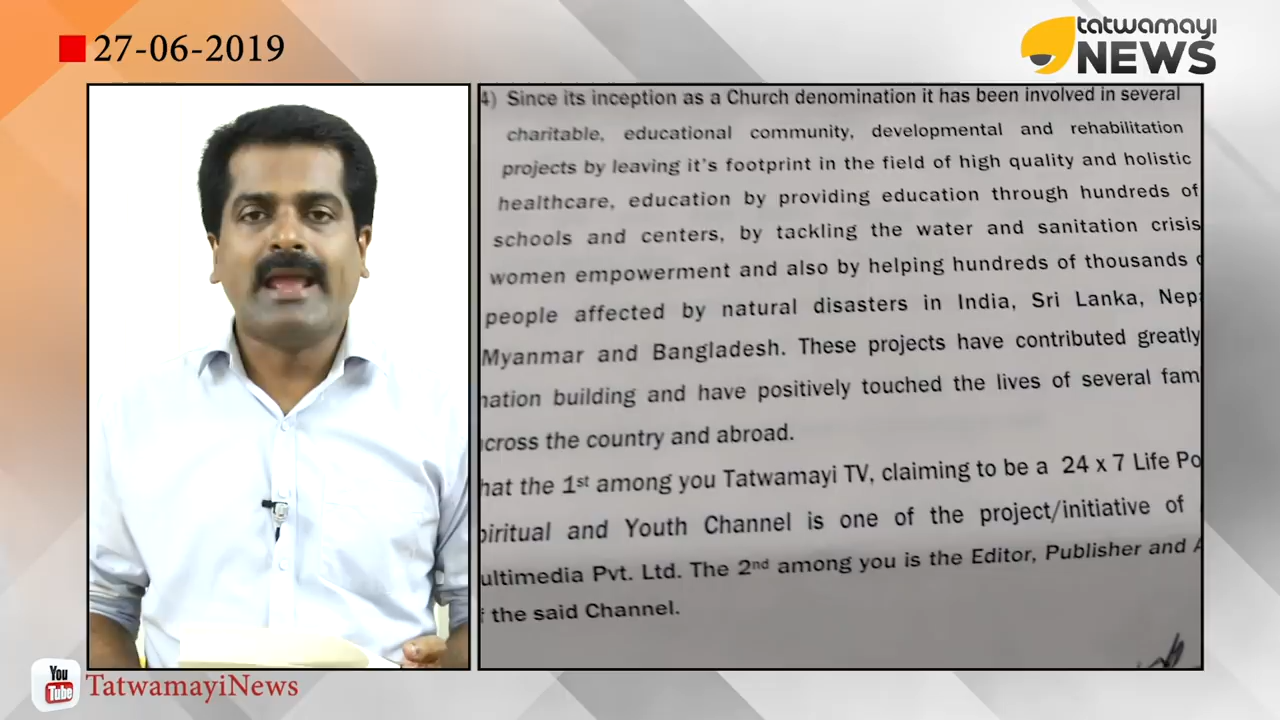 27-06-2019
tatwamayi
NEWS
4) Since its inception as a Church denomination it has been involved in several
charitable, educational community, developmental and rehabilitation
projects by leaving it's footprint in the field of high quality and holistic
healthcare, education by providing education through hundreds of
schools and centers, by tackling the water and sanitation crisis
women empowerment and also by helping hundreds of thousands
people affected by natural disasters in India, Sri Lanka, Nep
Myanmar and Bangladesh. These projects have contributed greatly
nation building and have positively touched the lives of several fam
cross the country and abroad.
hat the 1st among you Tatwamayi TV, claiming to be a 24 x 7 Life Po
piritual and Youth Channel is one of the project/initiative of
ultimedia Pvt. Ltd. The 2nd among you is the Editor, Publisher and A
f the said Channel.
You
Tube
TatwamayiNews